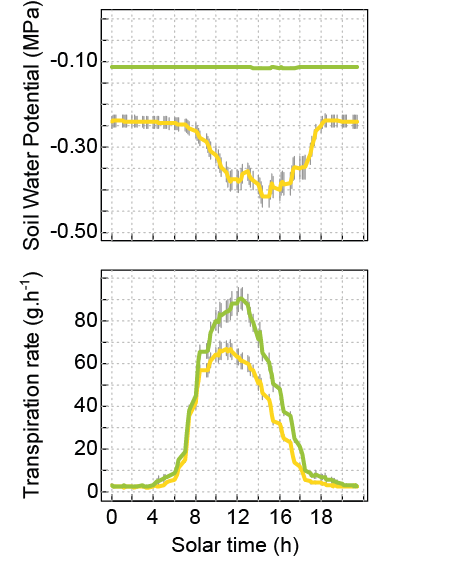 Soil Water Potential (MPa)
-0.10
-0.30
-0.50
Transpiration rate (g.h⁻¹)
80
60
40
20
0
0 4 8 12 16 18
Solar time (h)